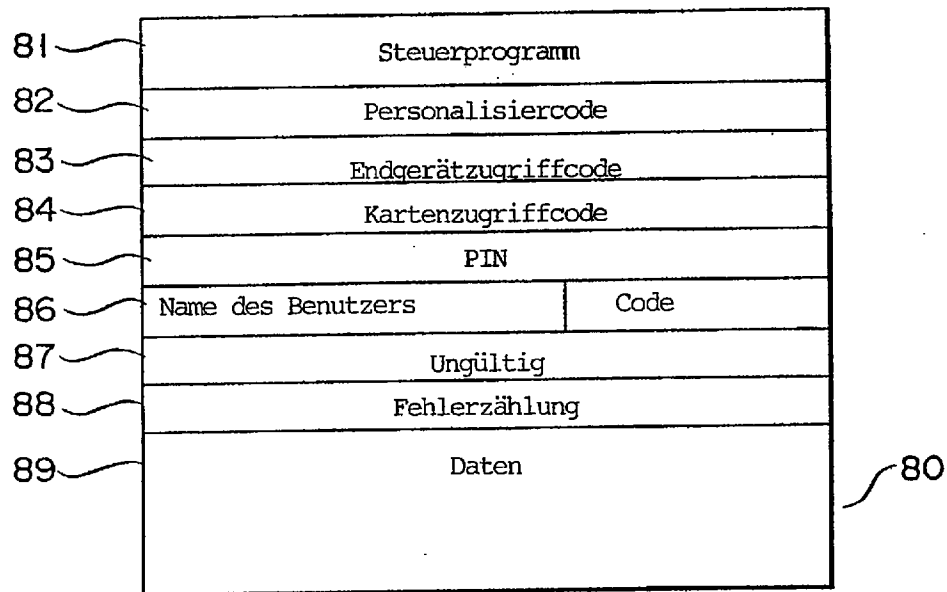 81 Steuerprogramm
82 Personalisiercode
83 Endgerätzugriffcode
84 Kartenzugriffcode
85 PIN
86 Name des Benutzers Code
87 Ungültig
88 Fehlerzählung
89 Daten
80